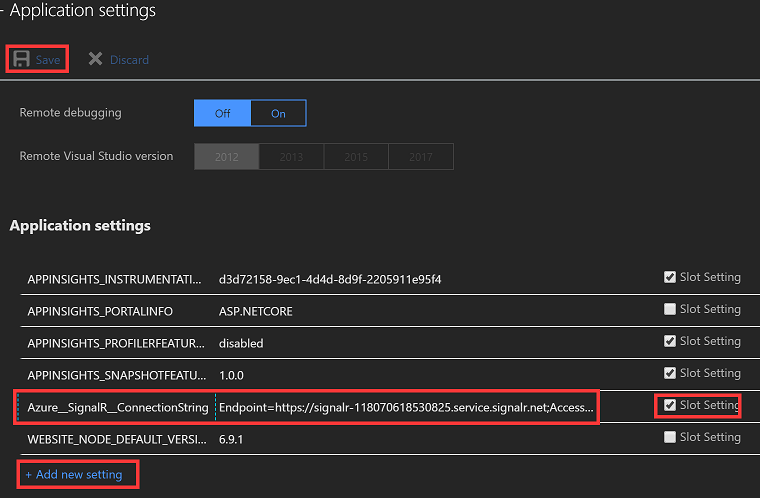 - Application settings
Save Discard
Remote debugging Off On
Remote Visual Studio version 2012 2013 2015 2017
Application settings
APPINSIGHTS_INSTRUMENTATI... d3d72158-9ec1-4d4d-8d9f-2205911e95f4 Slot Setting
APPINSIGHTS_PORTALINFO ASP.NETCORE Slot Setting
APPINSIGHTS_PROFILERFEATUR... disabled Slot Setting
APPINSIGHTS_SNAPSHOTFEATU... 1.0.0 Slot Setting
Azure__SignalR__ConnectionString Endpoint=https://signalr-118070618530825.service.signalr.net;Access... Slot Setting
WEBSITE_NODE_DEFAULT_VERSI... 6.9.1 Slot Setting
+ Add new setting